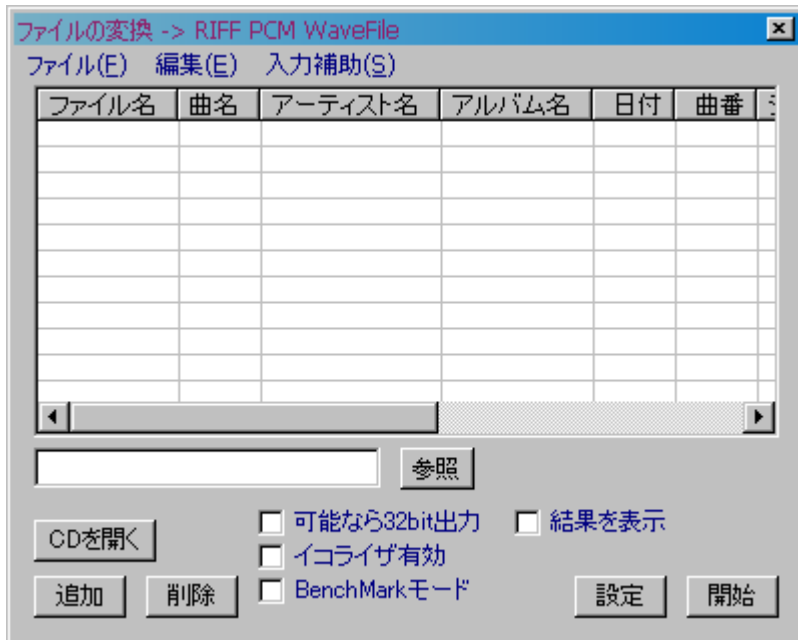 ファイルの変換 -> RIFF PCM WaveFile
ファイル(F) 編集(E) 入力補助(S)
ファイル名 曲名 アーティスト名 アルバム名 日付 曲番
参照
CDを開く
可能なら32bit出力 結果を表示
イコライザ有効
追加 削除 BenchMarkモード 設定 開始